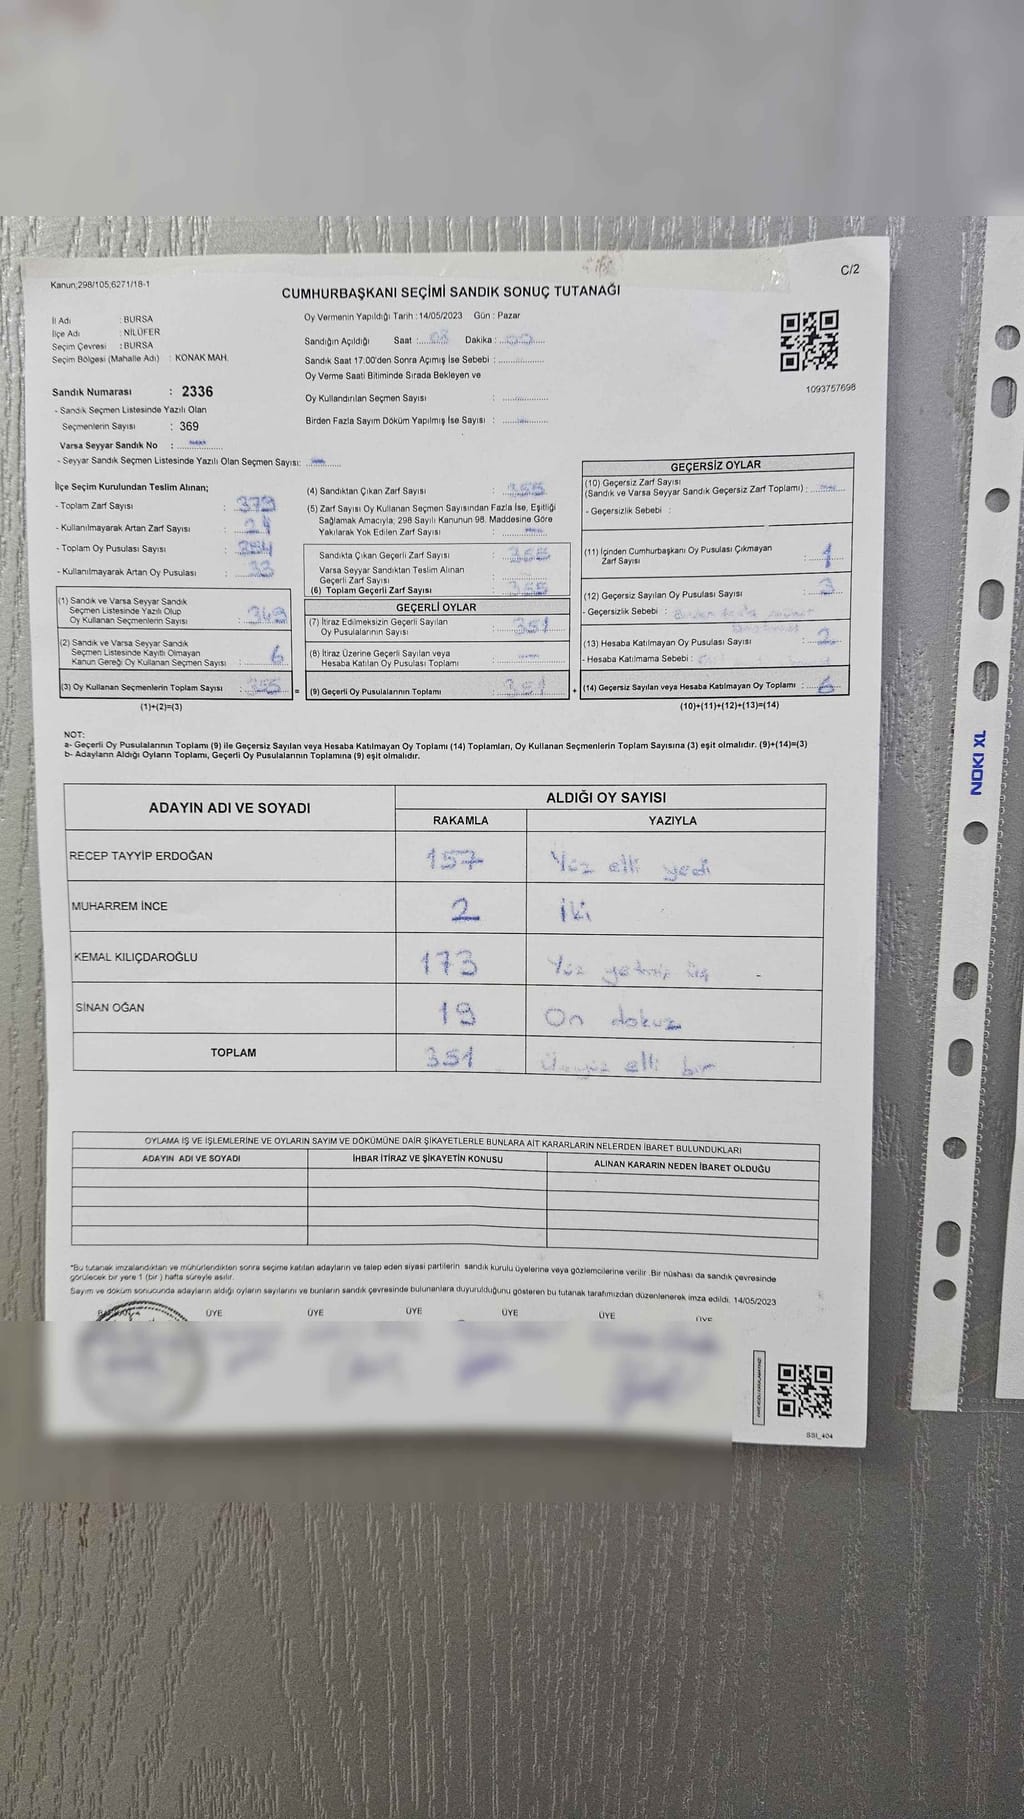 Kanun;298/105,6271/18-1
C/2
CUMHURBAŞKANI SEÇİMİ SANDIK SONUÇ TUTANAĞI
İl Adı : BURSA
İlçe Adı : NİLÜFER
Seçim Çevresi : BURSA
Seçim Bölgesi (Mahalle Adı) : KONAK MAH.
Sandık Numarası : 2336
- Sandık Seçmen Listesinde Yazılı Olan
Seçmenlerin Sayısı : 369
Varsa Seyyar Sandık No :
- Seyyar Sandık Seçmen Listesinde Yazılı Olan Seçmen Sayısı:
Oy Vermenin Yapıldığı Tarih :14/05/2023 Gün : Pazar
Sandığın Açıldığı Saat : 08 Dakika : 00
Sandık Saat 17:00'den Sonra Açılmış İse Sebebi :
Oy Verme Saati Bitiminde Sırada Bekleyen ve
Oy Kullandırılan Seçmen Sayısı :
Birden Fazla Sayım Döküm Yapılmış İse Sayısı :
1093757698
İlçe Seçim Kurulundan Teslim Alınan;
- Toplam Zarf Sayısı : 379
- Kullanılmayarak Artan Zarf Sayısı : 24
- Toplam Oy Pusulası Sayısı :
- Kullanılmayarak Artan Oy Pusulası : 33
(1) Sandık ve Varsa Seyyar Sandık
Seçmen Listesinde Yazılı Olup
Oy Kullanan Seçmenlerin Sayısı : 349
(2) Sandık ve Varsa Seyyar Sandık
Seçmen Listesinde Kayıtlı Olmayan
Kanun Gereği Oy Kullanan Seçmen Sayısı : 6
(3) Oy Kullanan Seçmenlerin Toplam Sayısı : 355
=
(1)+(2)=(3)
(4) Sandıktan Çıkan Zarf Sayısı : 355
(5) Zarf Sayısı Oy Kullanan Seçmen Sayısından Fazla İse, Eşitliği
Sağlamak Amacıyla; 298 Sayılı Kanunun 98. Maddesine Göre
Yakılarak Yok Edilen Zarf Sayısı :
Sandıkta Çıkan Geçerli Zarf Sayısı : 355
Varsa Seyyar Sandıktan Teslim Alınan
Geçerli Zarf Sayısı :
(6) Toplam Geçerli Zarf Sayısı : 355
GEÇERLİ OYLAR
(7) İtiraz Edilmeksizin Geçerli Sayılan
Oy Pusulalarının Sayısı : 351
(8) İtiraz Üzerine Geçerli Sayılan veya
Hesaba Katılan Oy Pusulası Toplamı :
(9) Geçerli Oy Pusulalarının Toplamı : 351
+
GEÇERSİZ OYLAR
(10) Geçersiz Zarf Sayısı
(Sandık ve Varsa Seyyar Sandık Geçersiz Zarf Toplamı) :
- Geçersizlik Sebebi :
(11) İçinden Cumhurbaşkanı Oy Pusulası Çıkmayan
Zarf Sayısı : 1
(12) Geçersiz Sayılan Oy Pusulası Sayısı : 3
- Geçersizlik Sebebi :
(13) Hesaba Katılmayan Oy Pusulası Sayısı : 2
- Hesaba Katılmama Sebebi :
(14) Geçersiz Sayılan veya Hesaba Katılmayan Oy Toplamı : 6
(10)+(11)+(12)+(13)=(14)
NOT:
a- Geçerli Oy Pusulalarının Toplamı (9) ile Geçersiz Sayılan veya Hesaba Katılmayan Oy Toplamı (14) Toplamları, Oy Kullanan Seçmenlerin Toplam Sayısına (3) eşit olmalıdır. (9)+(14)=(3)
b- Adayların Aldığı Oyların Toplamı, Geçerli Oy Pusulalarının Toplamına (9) eşit olmalıdır.
ADAYIN ADI VE SOYADI
ALDIĞI OY SAYISI
RAKAMLA YAZIYLA
RECEP TAYYİP ERDOĞAN 157 Yüz elli yedi
MUHARREM İNCE 2 İki
KEMAL KILIÇDAROĞLU 173 Yüz yetmiş üç
SİNAN OĞAN 19 On dokuz
TOPLAM 351 Üçyüz elli bir
OYLAMA İŞ VE İŞLEMLERİNE VE OYLARIN SAYIM VE DÖKÜMÜNE DAİR ŞİKAYETLERLE BUNLARA AİT KARARLARIN NELERDEN İBARET BULUNDUKLARI
ADAYIN ADI VE SOYADI İHBAR İTİRAZ VE ŞİKAYETİN KONUSU ALINAN KARARIN NEDEN İBARET OLDUĞU
*Bu tutanak imzalandıktan ve mühürlendikten sonra seçime katılan adayların ve talep eden siyasi partilerin sandık kurulu üyelerine veya gözlemcilerine verilir. Bir nüshası da sandık çevresinde
görülecek bir yere 1 (bir) hafta süreyle asılır.
Sayım ve döküm sonucunda adayların aldığı oyların sayılarını ve bunların sandık çevresinde bulunanlara duyurulduğunu gösteren bu tutanak tarafımızdan düzenlenerek imza edildi. 14/05/2023
ÜYE ÜYE ÜYE ÜYE ÜYE ÜYE
SSI_404
NOKI XL